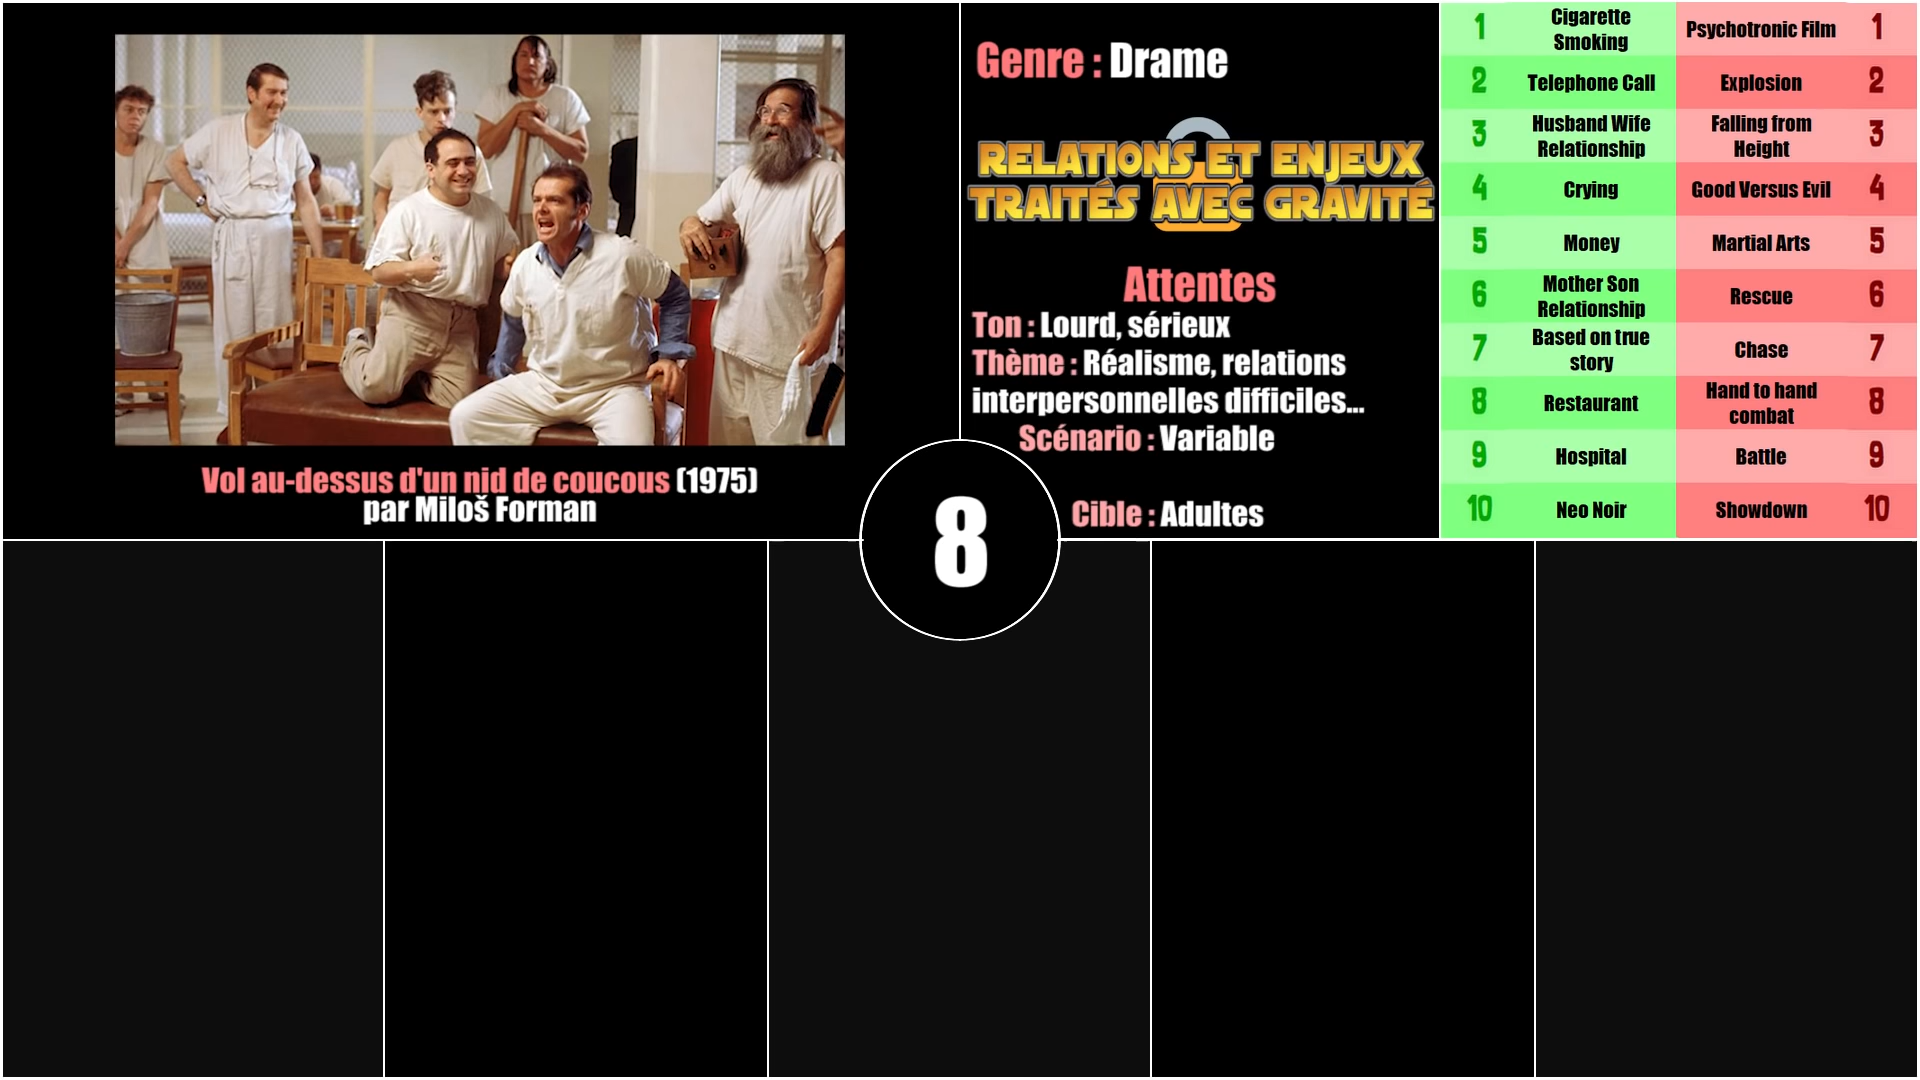 Vol au-dessus d'un nid de coucous (1975)
par Miloš Forman
Genre : Drame
RELATIONS ET ENJEUX
TRAITÉS AVEC GRAVITÉ
Attentes
Ton : Lourd, sérieux
Thème : Réalisme, relations
interpersonnelles difficiles...
Scénario : Variable
Cible : Adultes
8
1 Cigarette
Smoking
Psychotronic Film 1
2 Telephone Call
Explosion 2
3 Husband Wife
Relationship
Falling from
Height 3
4 Crying
Good Versus Evil 4
5 Money
Martial Arts 5
6 Mother Son
Relationship
Rescue 6
7 Based on true
story
Chase 7
8 Restaurant
Hand to hand
combat 8
9 Hospital
Battle 9
10 Neo Noir
Showdown 10